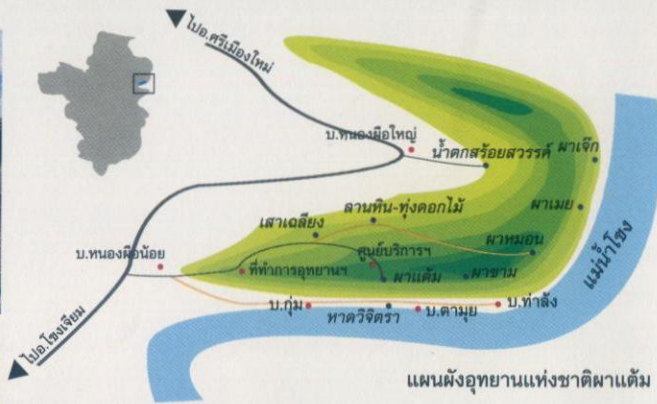 ไปอ.ศรีเมืองใหม่
บ.หนองผือใหญ่
น้ำตกสร้อยสวรรค์
ผาเจ๊ก
ผาเมย
ลานหิน-ทุ่งดอกไม้
เสาเฉลียง
ผาหมอน
แม่น้ำโขง
บ.หนองผือน้อย
ที่ทำการอุทยานฯ
ศูนย์บริการฯ
ผาแต้ม
ผาขาม
บ.กุ่ม
หาดวิจิตรา
บ.ตามุย
บ.ท่าล้ง
ไปอ.โขงเจียม
แผนผังอุทยานแห่งชาติผาแต้ม